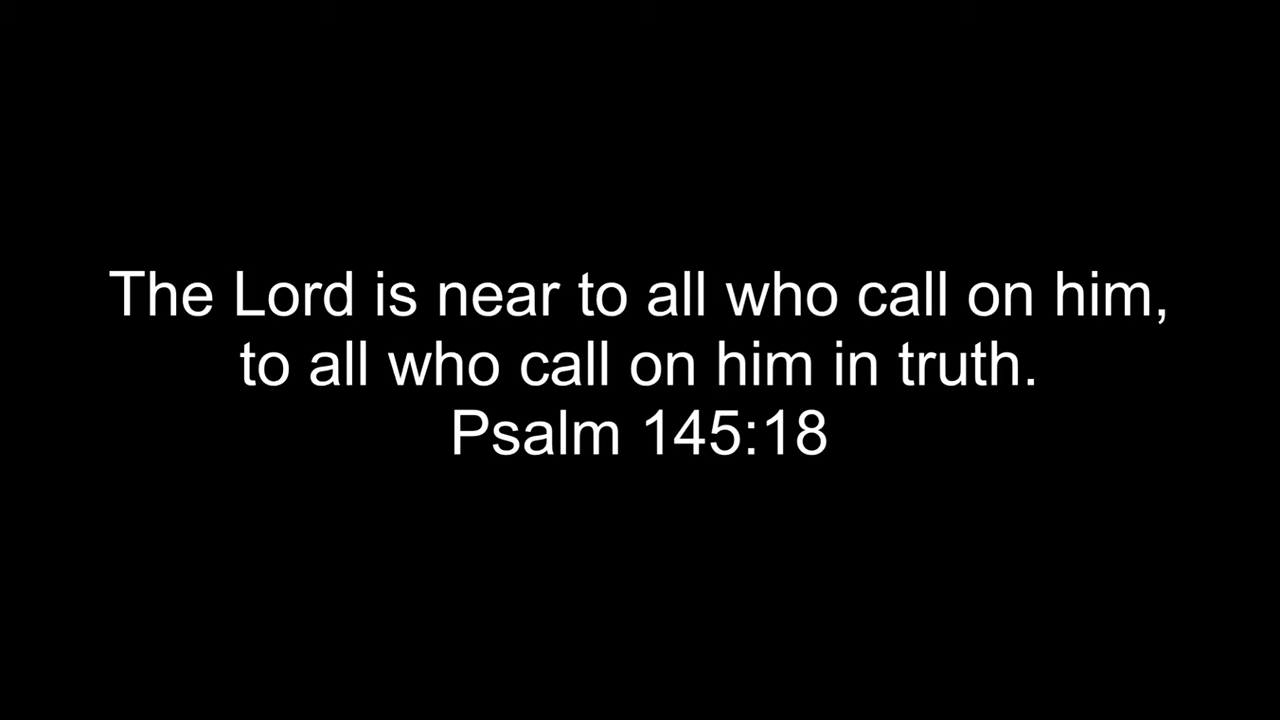 The Lord is near to all who call on him,
to all who call on him in truth.
Psalm 145:18